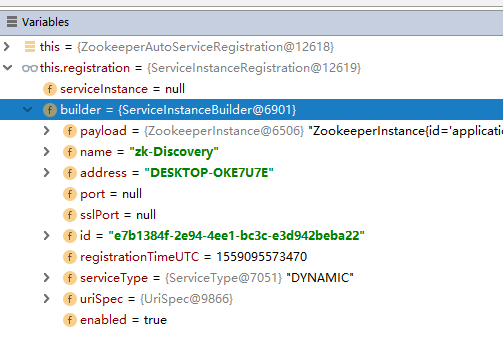 Variables
this = {ZookeeperAutoServiceRegistration@12618}
this.registration = {ServiceInstanceRegistration@12619}
serviceInstance = null
builder = {ServiceInstanceBuilder@6901}
payload = {ZookeeperInstance@6506} "ZookeeperInstance{id='applicatio
name = "zk-Discovery"
address = "DESKTOP-OKE7U7E"
port = null
sslPort = null
id = "e7b1384f-2e94-4ee1-bc3c-e3d942beba22"
registrationTimeUTC = 1559095573470
serviceType = {ServiceType@7051} "DYNAMIC"
uriSpec = {UriSpec@9866}
enabled = true